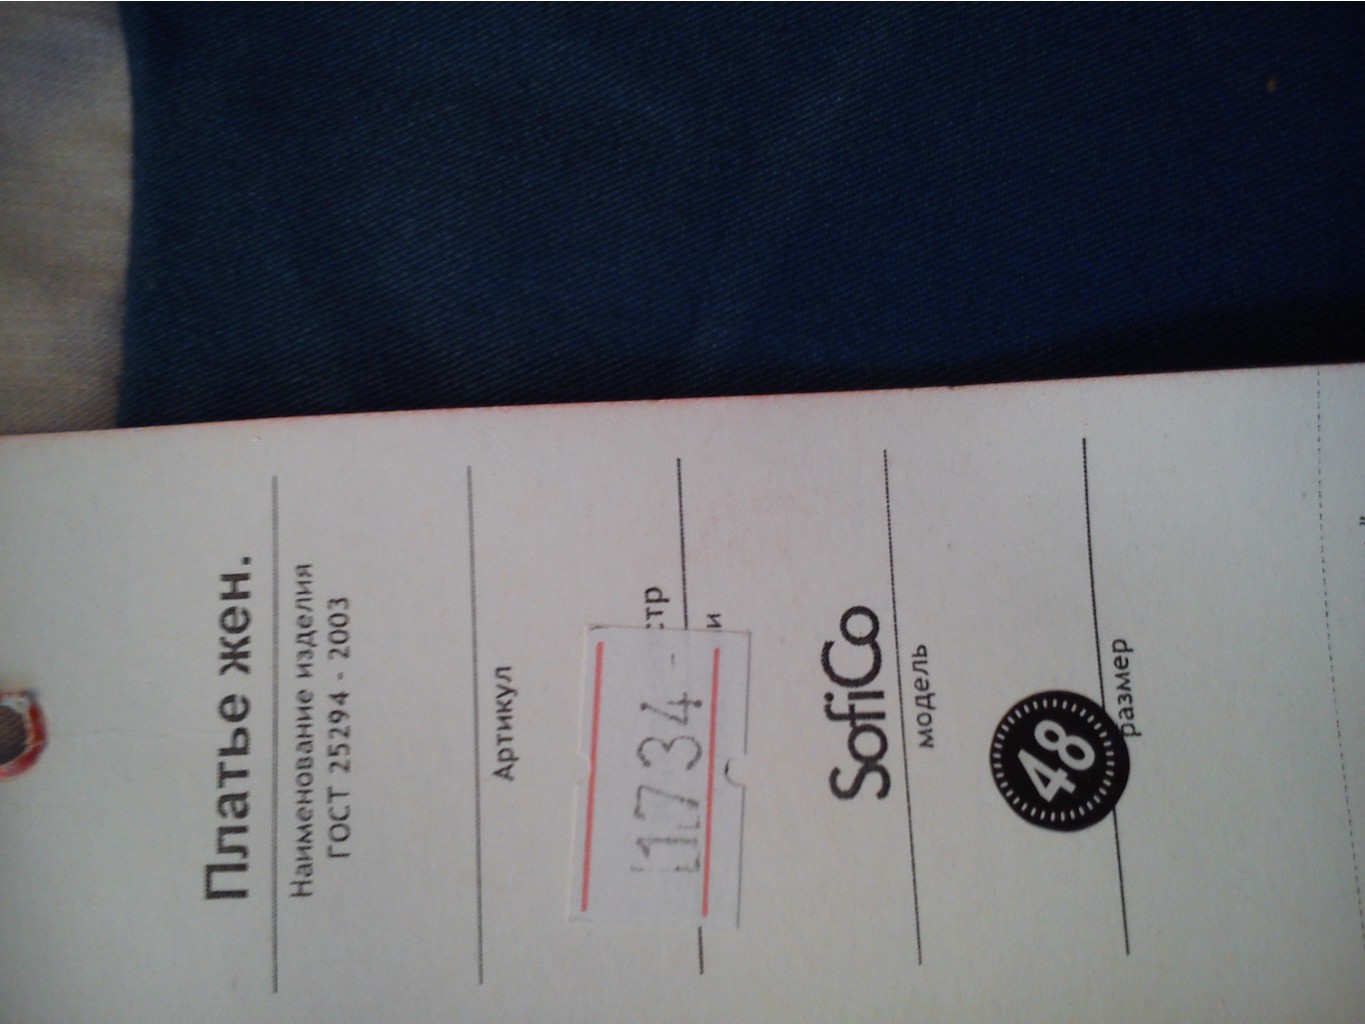 Платье жен.
Наименование изделия
ГОСТ 25294 - 2003
Артикул
1734-
SofiCo
модель
48
размер